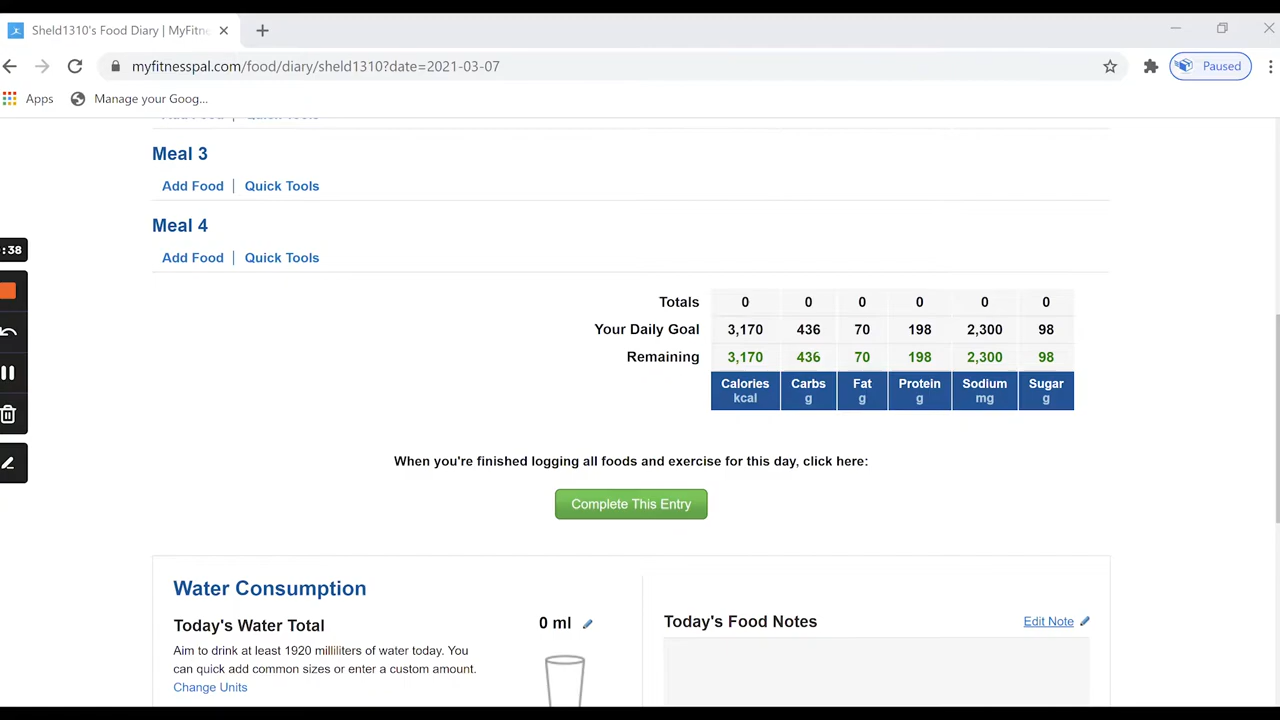 Sheld1310's Food Diary | MyFitne
myfitnesspal.com/food/diary/sheld1310?date=2021-03-07
Paused
Apps
Manage your Goog...
Add Food | Quick Tools
Meal 3
Add Food | Quick Tools
Meal 4
Add Food | Quick Tools
:38
Totals 0 0 0 0 0 0
Your Daily Goal 3,170 436 70 198 2,300 98
Remaining 3,170 436 70 198 2,300 98
Calories Carbs Fat Protein Sodium Sugar
kcal g g g mg g
When you're finished logging all foods and exercise for this day, click here:
Complete This Entry
Water Consumption
Today's Water Total
0 ml
Aim to drink at least 1920 milliliters of water today. You
can quick add common sizes or enter a custom amount.
Change Units
Today's Food Notes
Edit Note